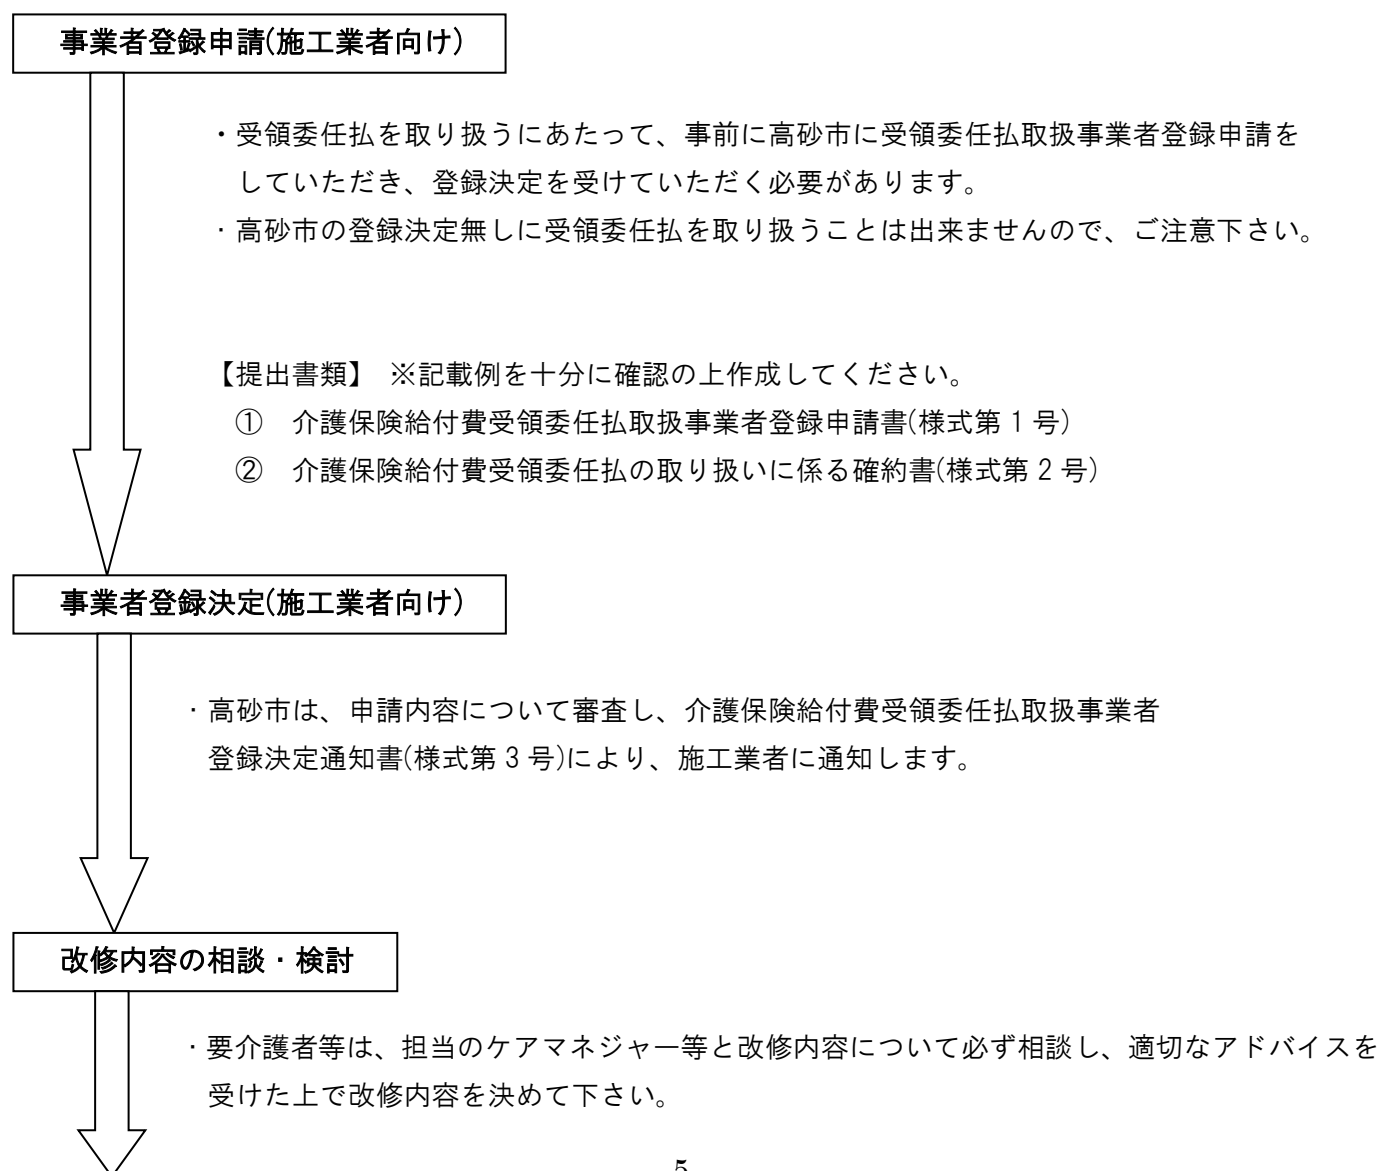 事業者登録申請(施工業者向け)
・受領委任払を取り扱うにあたって、事前に高砂市に受領委任払取扱事業者登録申請を
していただき、登録決定を受けていただく必要があります。
・高砂市の登録決定無しに受領委任払を取り扱うことは出来ませんので、ご注意下さい。
【提出書類】 ※記載例を十分に確認の上作成してください。
① 介護保険給付費受領委任払取扱事業者登録申請書(様式第1号)
② 介護保険給付費受領委任払の取り扱いに係る確約書(様式第2号)
事業者登録決定(施工業者向け)
・高砂市は、申請内容について審査し、介護保険給付費受領委任払取扱事業者
登録決定通知書(様式第3号)により、施工業者に通知します。
改修内容の相談・検討
・要介護者等は、担当のケアマネジャー等と改修内容について必ず相談し、適切なアドバイスを
受けた上で改修内容を決めて下さい。
5